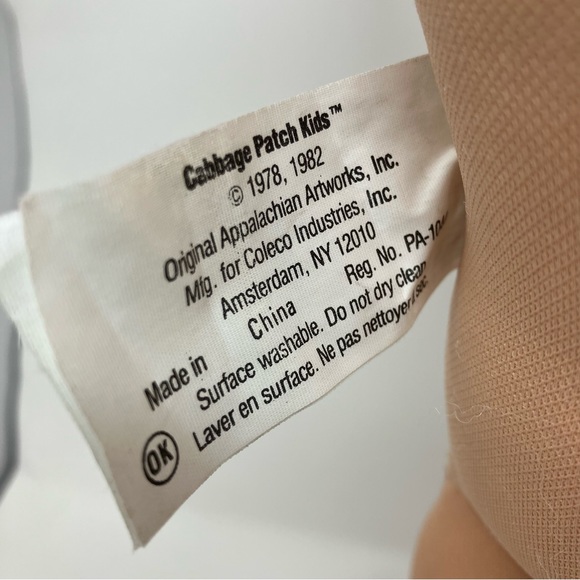 Cabbage Patch Kids™
© 1978, 1982
Original Appalachian Artworks, Inc.
Mfg. for Coleco Industries, Inc.
Amsterdam, NY 12010
Reg. No. PA-10
Made in China
Surface washable. Do not dry clean
Laver en surface. Ne pas nettoyer
OK